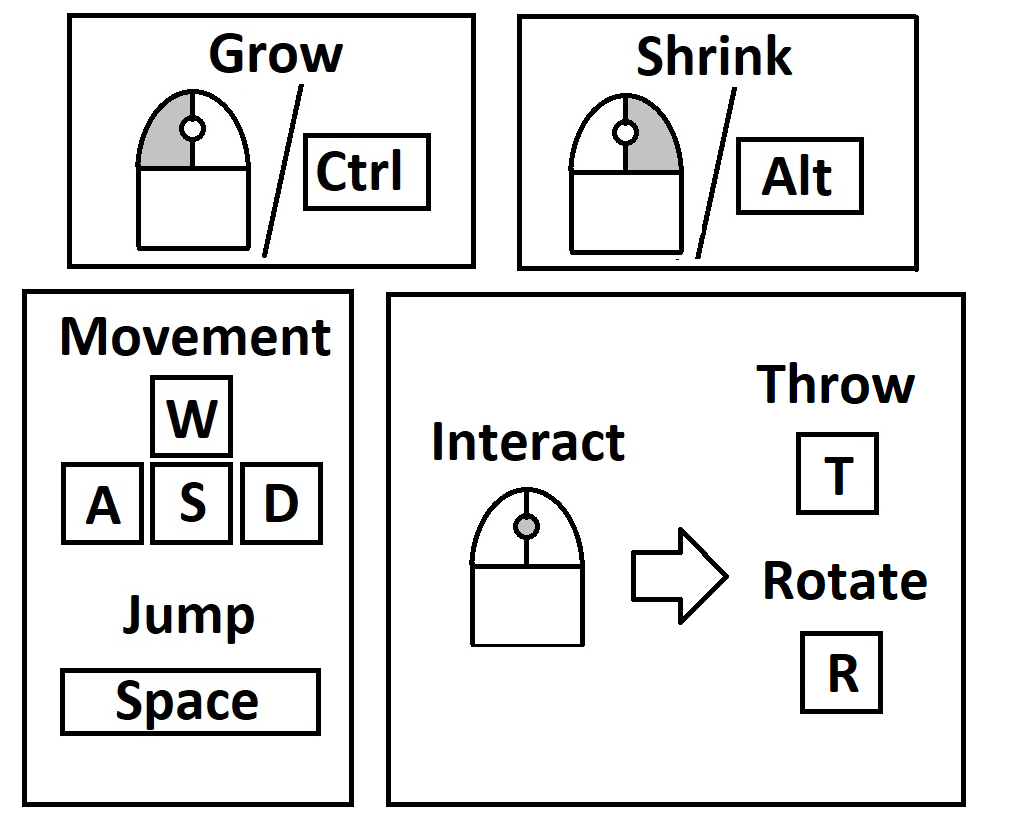 Grow
Ctrl
Shrink
Alt
Movement
W
A S D
Jump
Space
Interact
Throw
T
Rotate
R